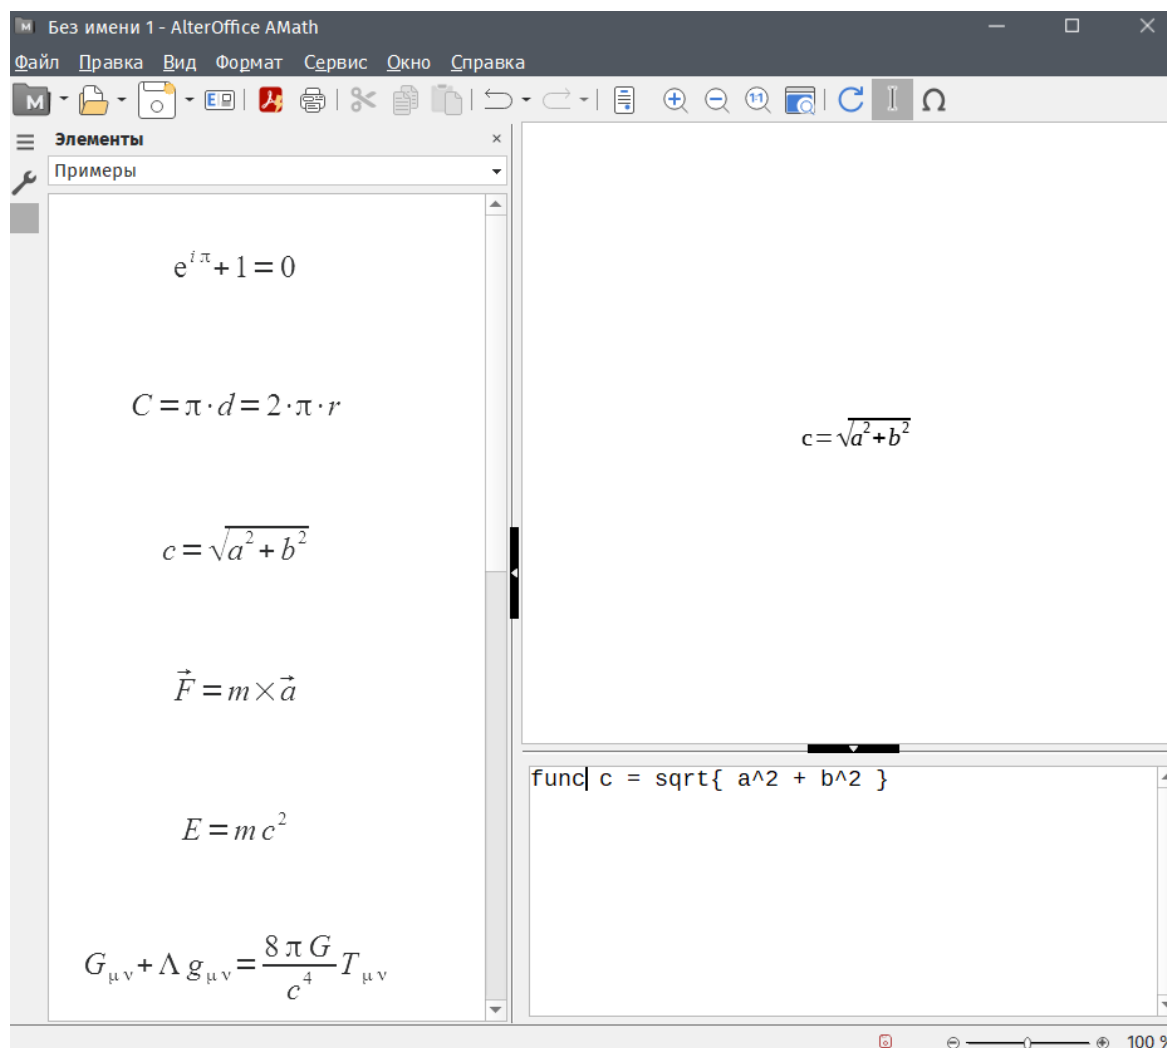 Без имени 1 - AlterOffice AMath
Файл Правка Вид Формат Сервис Окно Справка
Элементы
Примеры
e^{iπ}+1=0
C=π·d=2·π·r
c=√(a²+b²)
F⃗=m×a⃗
E=mc²
G_{μν}+Λg_{μν}=(8πG/c⁴)T_{μν}
c=√(a²+b²)
func c = sqrt{ a^2 + b^2 }
100 %